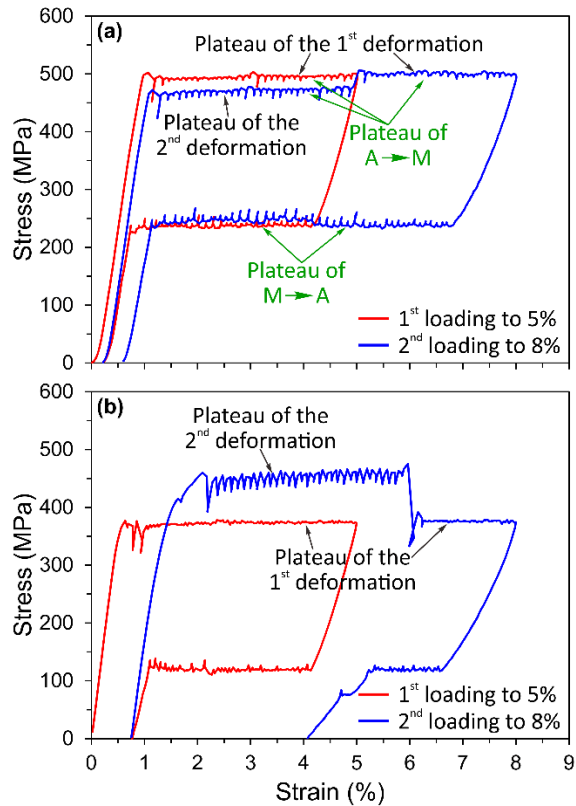 (a)
Plateau of the 1st deformation
Plateau of the
2nd deformation
Plateau of
A→M
Plateau of
M→A
1st loading to 5%
2nd loading to 8%
600
500
400
300
200
100
0
Stress (MPa)
(b)
Plateau of the
2nd deformation
Plateau of the
1st deformation
1st loading to 5%
2nd loading to 8%
600
500
400
300
200
100
0
Stress (MPa)
0 1 2 3 4 5 6 7 8 9
Strain (%)